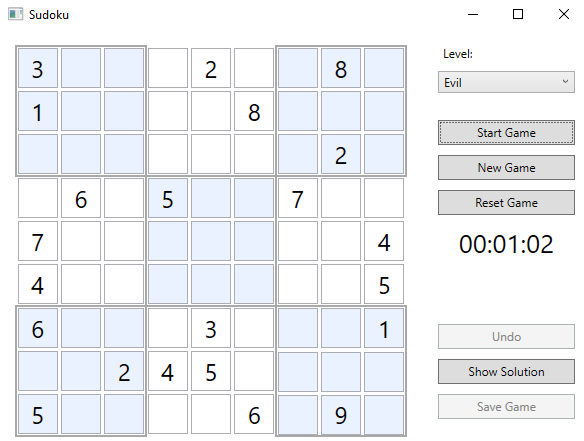 Sudoku
3 2 8
1 8
2
6 5 7
7 4
4 5
6 3 1
2 4 5
5 6 9
Level:
Evil
Start Game
New Game
Reset Game
00:01:02
Undo
Show Solution
Save Game